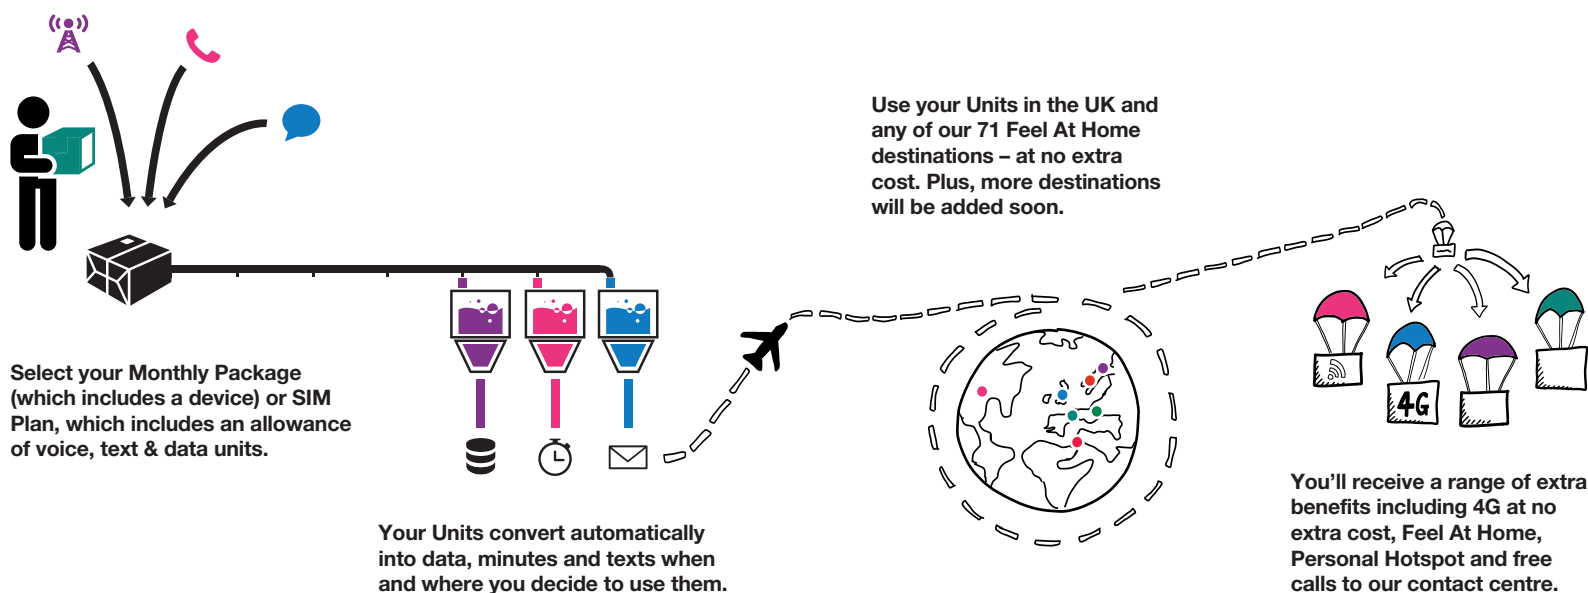 Select your Monthly Package
(which includes a device) or SIM
Plan, which includes an allowance
of voice, text & data units.
Your Units convert automatically
into data, minutes and texts when
and where you decide to use them.
Use your Units in the UK and
any of our 71 Feel At Home
destinations – at no extra
cost. Plus, more destinations
will be added soon.
4G
You’ll receive a range of extra
benefits including 4G at no
extra cost, Feel At Home,
Personal Hotspot and free
calls to our contact centre.